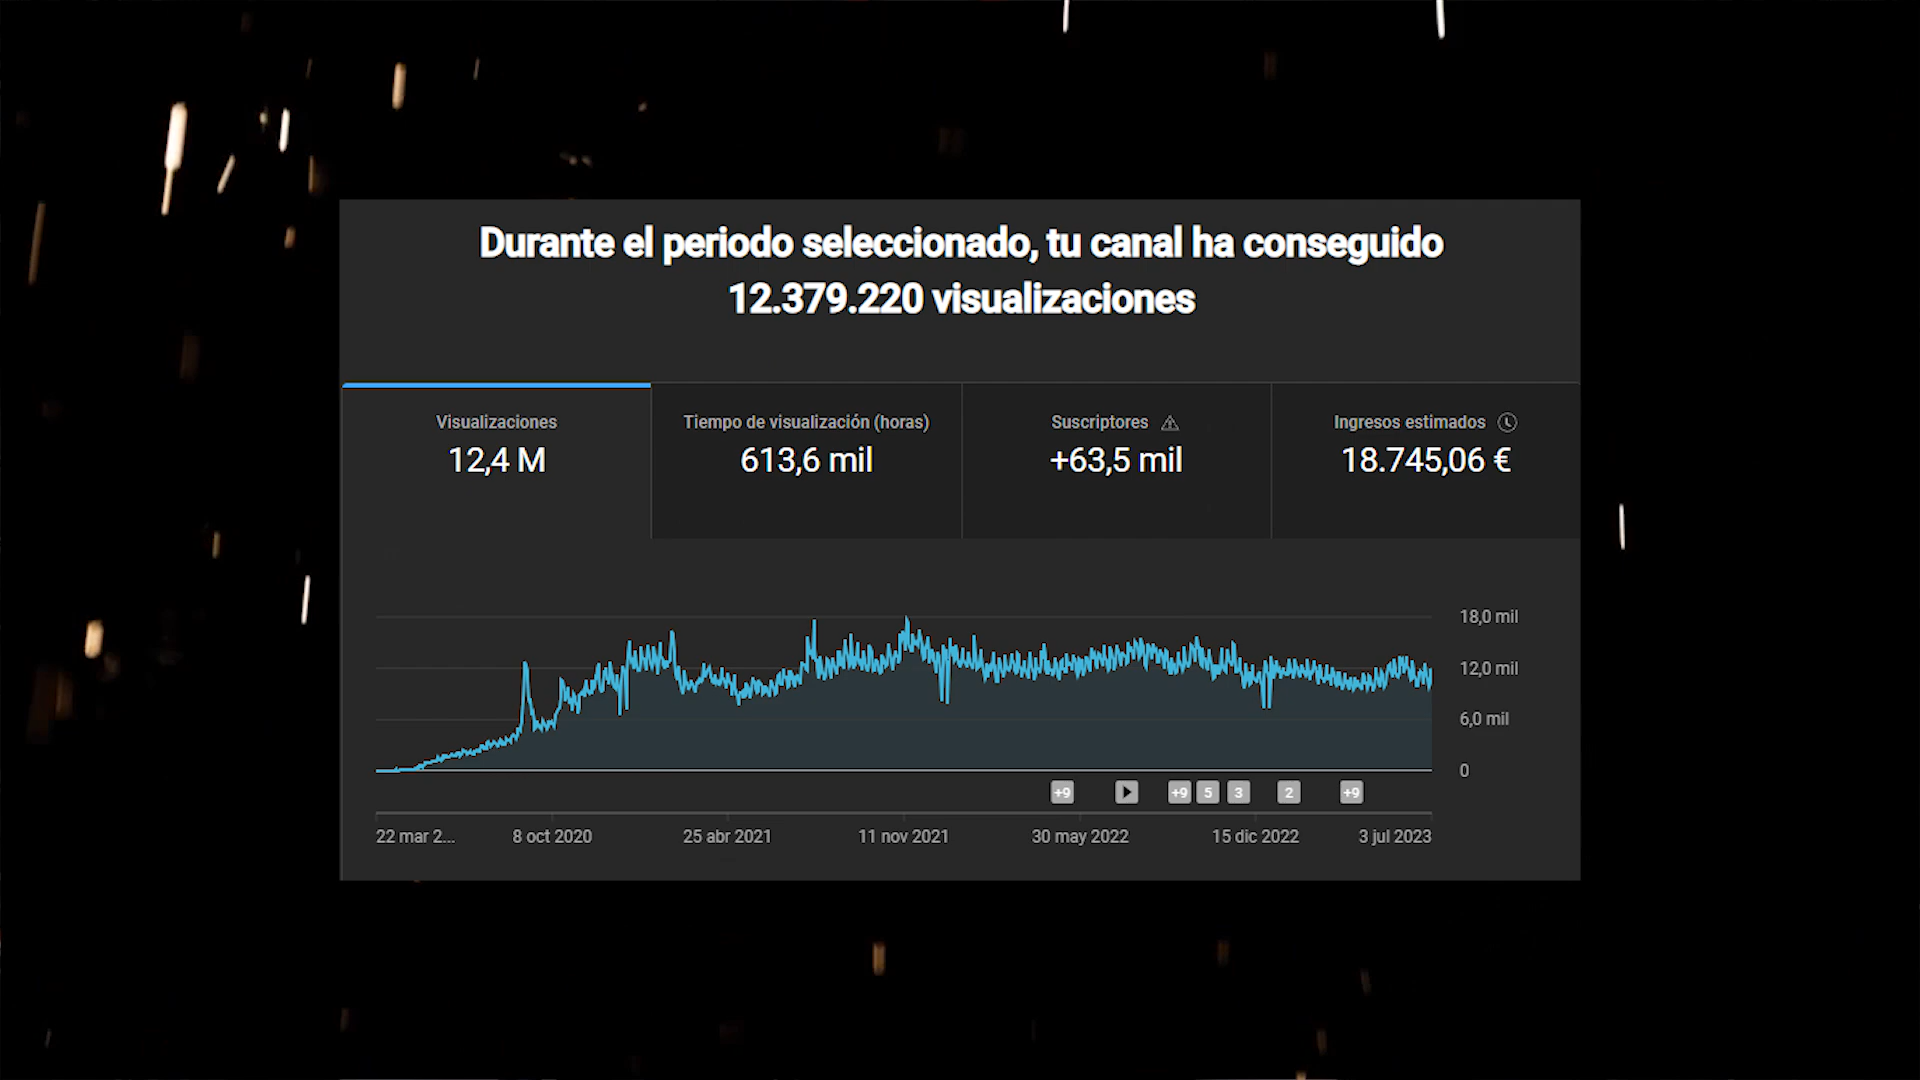 Durante el periodo seleccionado, tu canal ha conseguido
12.379.220 visualizaciones
Visualizaciones
12,4 M
Tiempo de visualización (horas)
613,6 mil
Suscriptores
+63,5 mil
Ingresos estimados
18.745,06 €
18,0 mil
12,0 mil
6,0 mil
0
+9 +9 5 3 2 +9
22 mar 2... 8 oct 2020 25 abr 2021 11 nov 2021 30 may 2022 15 dic 2022 3 jul 2023